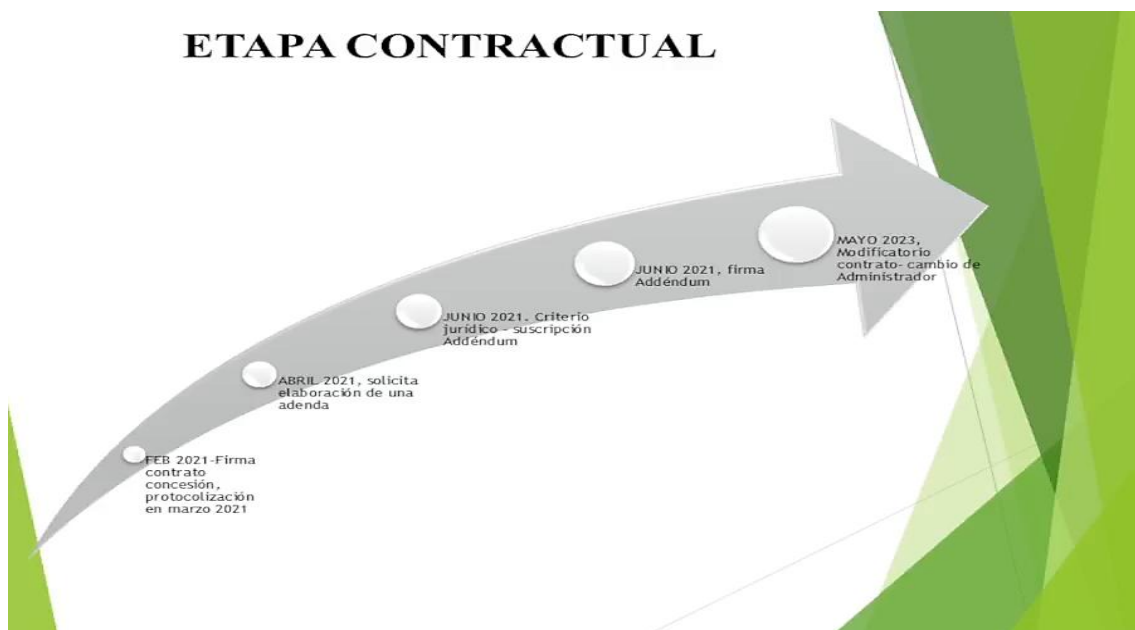 ETAPA CONTRACTUAL
FEB 2021-Firma
contrato
concesión,
protocolización
en marzo 2021
ABRIL 2021, solicita
elaboración de una
adenda
JUNIO 2021. Criterio
jurídico - suscripción
Addéndum
JUNIO 2021, firma
Addéndum
MAYO 2023,
Modificatorio
contrato- cambio de
Administrador